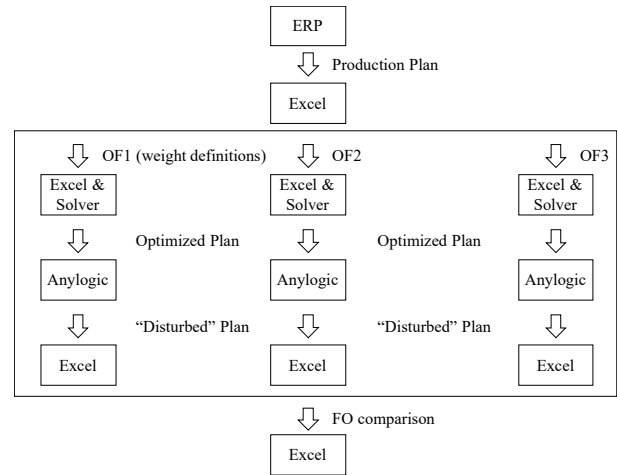 ERP
Production Plan
Excel
OF1 (weight definitions)
OF2
OF3
Excel &
Solver
Excel &
Solver
Excel &
Solver
Optimized Plan
Optimized Plan
Anylogic
Anylogic
Anylogic
“Disturbed” Plan
“Disturbed” Plan
Excel
Excel
Excel
FO comparison
Excel